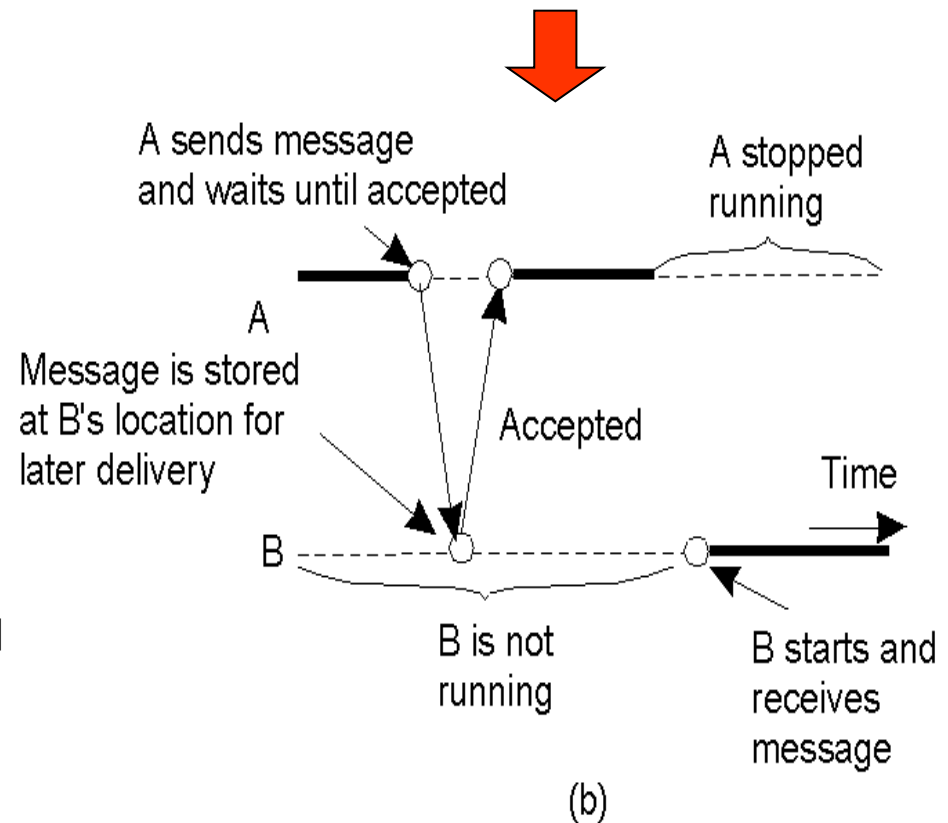 A sends message
and waits until accepted
A stopped
running
A
Message is stored
at B's location for
later delivery
Accepted
Time
B
B is not
running
B starts and
receives
message
(b)